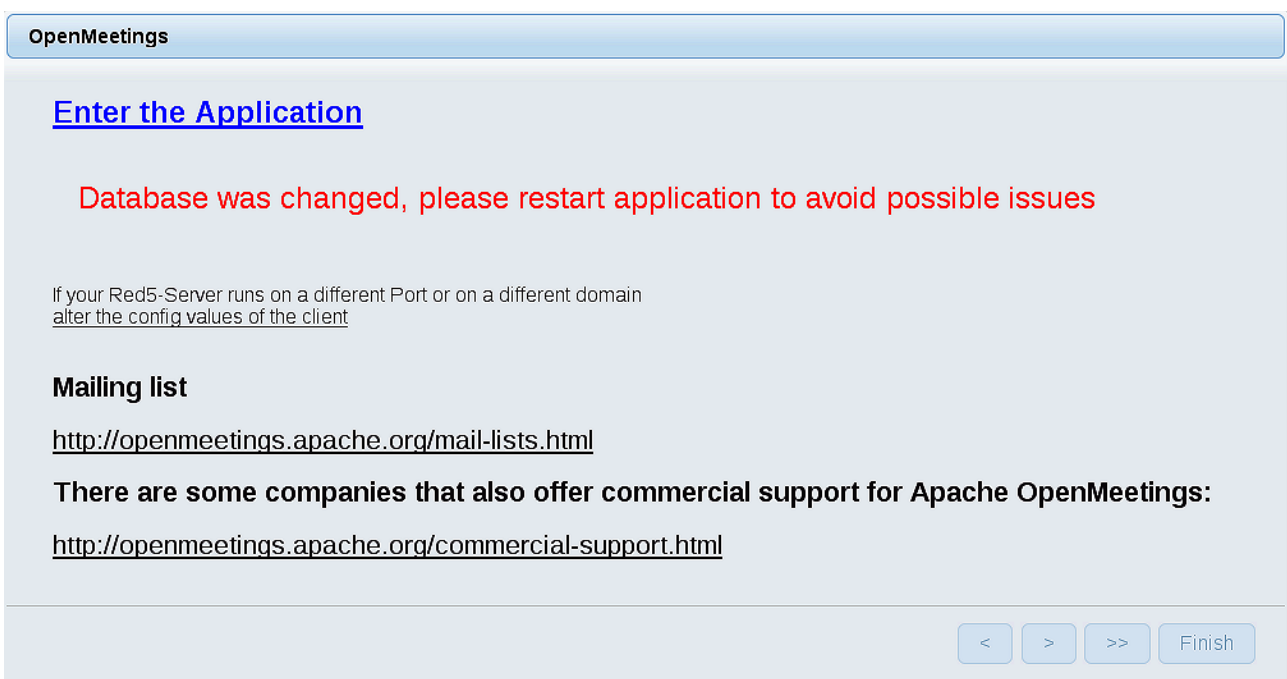 OpenMeetings
Enter the Application
Database was changed, please restart application to avoid possible issues
If your Red5-Server runs on a different Port or on a different domain
alter the config values of the client
Mailing list
http://openmeetings.apache.org/mail-lists.html
There are some companies that also offer commercial support for Apache OpenMeetings:
http://openmeetings.apache.org/commercial-support.html
< > >> Finish